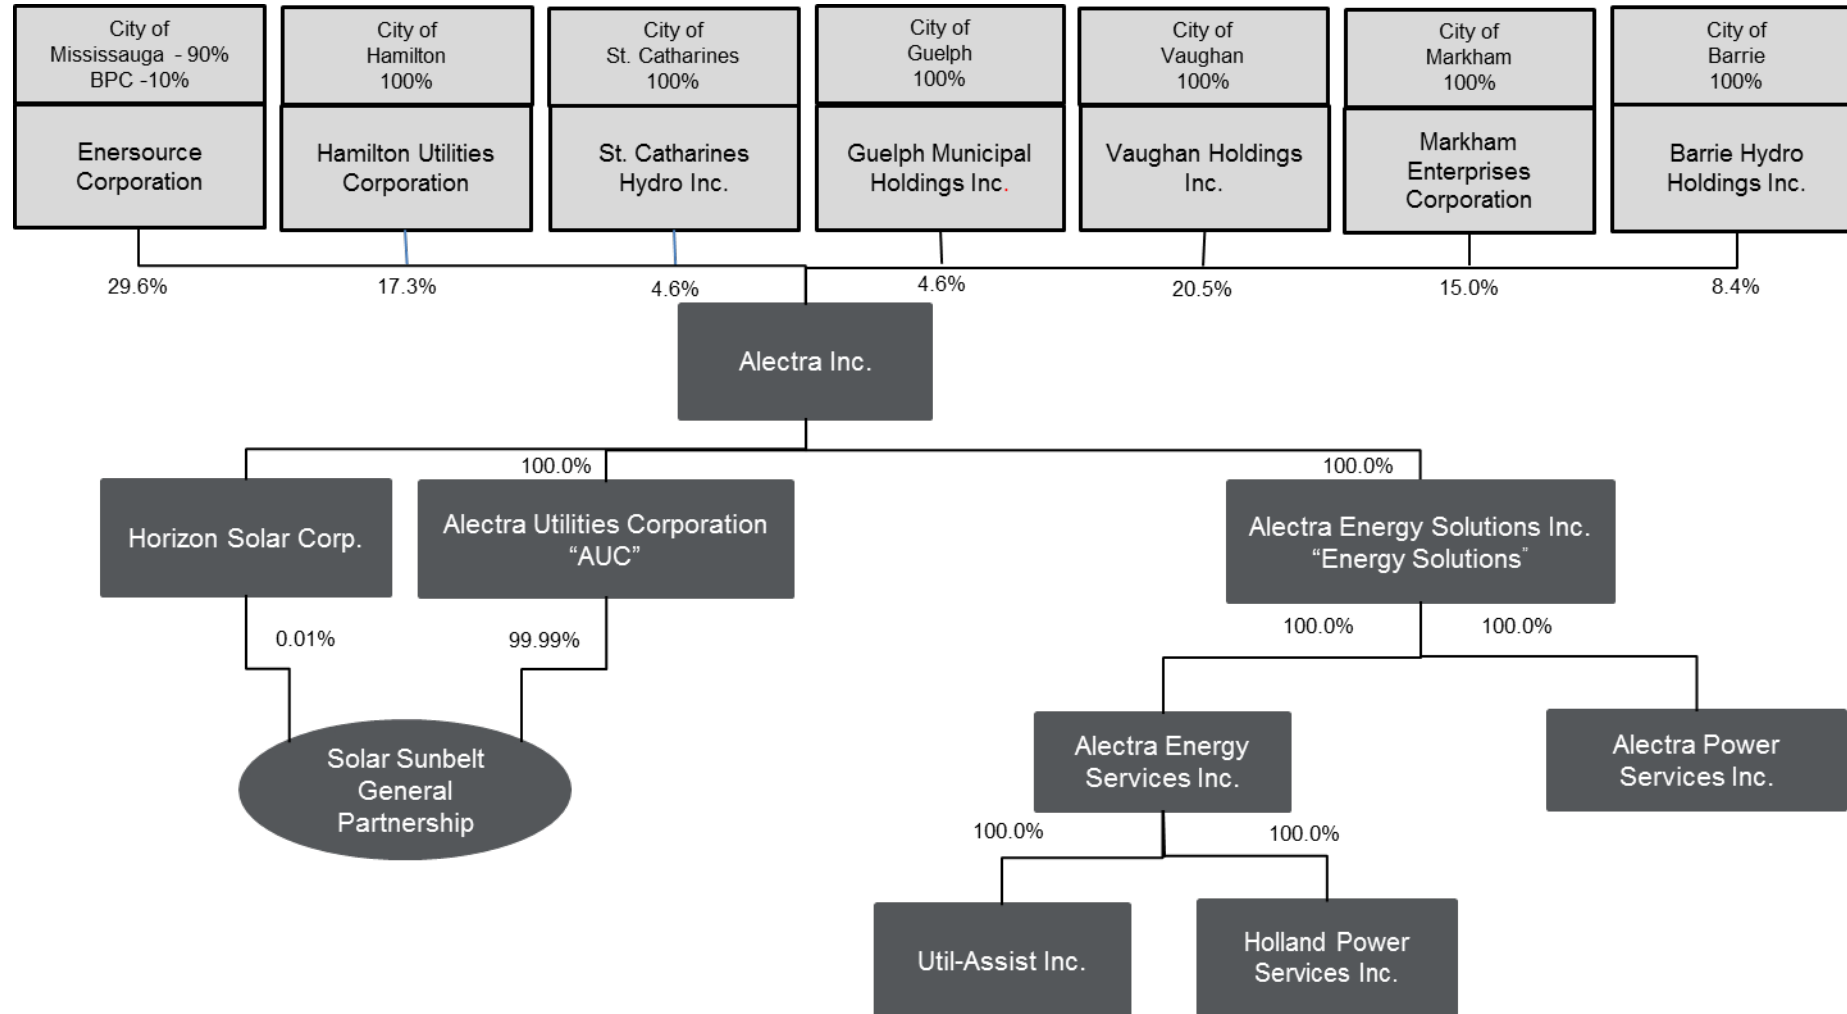 City of
Mississauga - 90%
BPC -10%
City of
Hamilton
100%
City of
St. Catharines
100%
City of
Guelph
100%
City of
Vaughan
100%
City of
Markham
100%
City of
Barrie
100%
Enersource
Corporation
Hamilton Utilities
Corporation
St. Catharines
Hydro Inc.
Guelph Municipal
Holdings Inc.
Vaughan Holdings
Inc.
Markham
Enterprises
Corporation
Barrie Hydro
Holdings Inc.
29.6%
17.3%
4.6%
4.6%
20.5%
15.0%
8.4%
Alectra Inc.
100.0%
100.0%
Horizon Solar Corp.
Alectra Utilities Corporation
“AUC”
Alectra Energy Solutions Inc.
“Energy Solutions”
0.01%
99.99%
100.0%
100.0%
Solar Sunbelt
General
Partnership
Alectra Energy
Services Inc.
Alectra Power
Services Inc.
100.0%
100.0%
Util-Assist Inc.
Holland Power
Services Inc.